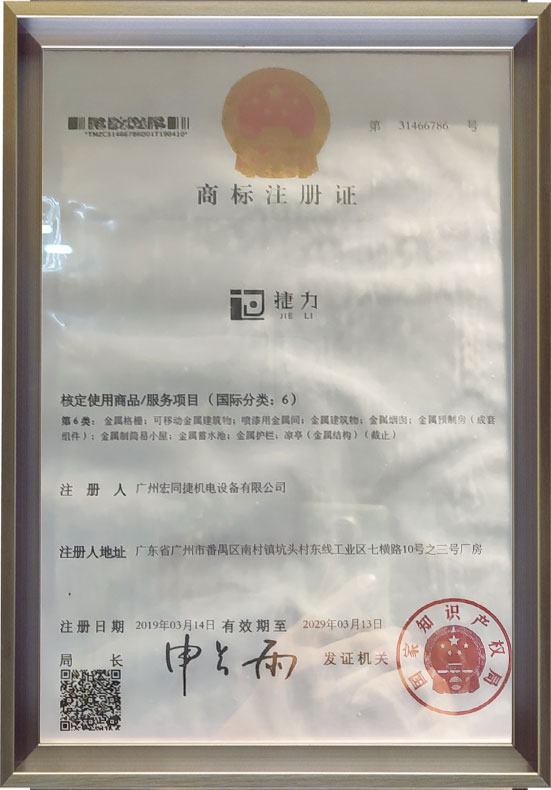 *TMZC31466786D01T190410*
第 31466786 号
商标注册证
捷力
JIE LI
核定使用商品/服务项目(国际分类:6)
第6类:金属格栅;可移动金属建筑物;喷漆用金属间;金属建筑物;金属烟囱;金属预制房(成套
组件);金属制简易小屋;金属蓄水池;金属护栏;凉亭(金属结构)(截止)
注 册 人 广州宏同捷机电设备有限公司
注册人地址 广东省广州市番禺区南村镇坑头村东线工业区七横路10号之三号厂房
注册日期 2019年03月14日 有效期至 2029年03月13日
局 长 申长雨 发证机关
国家知识产权局